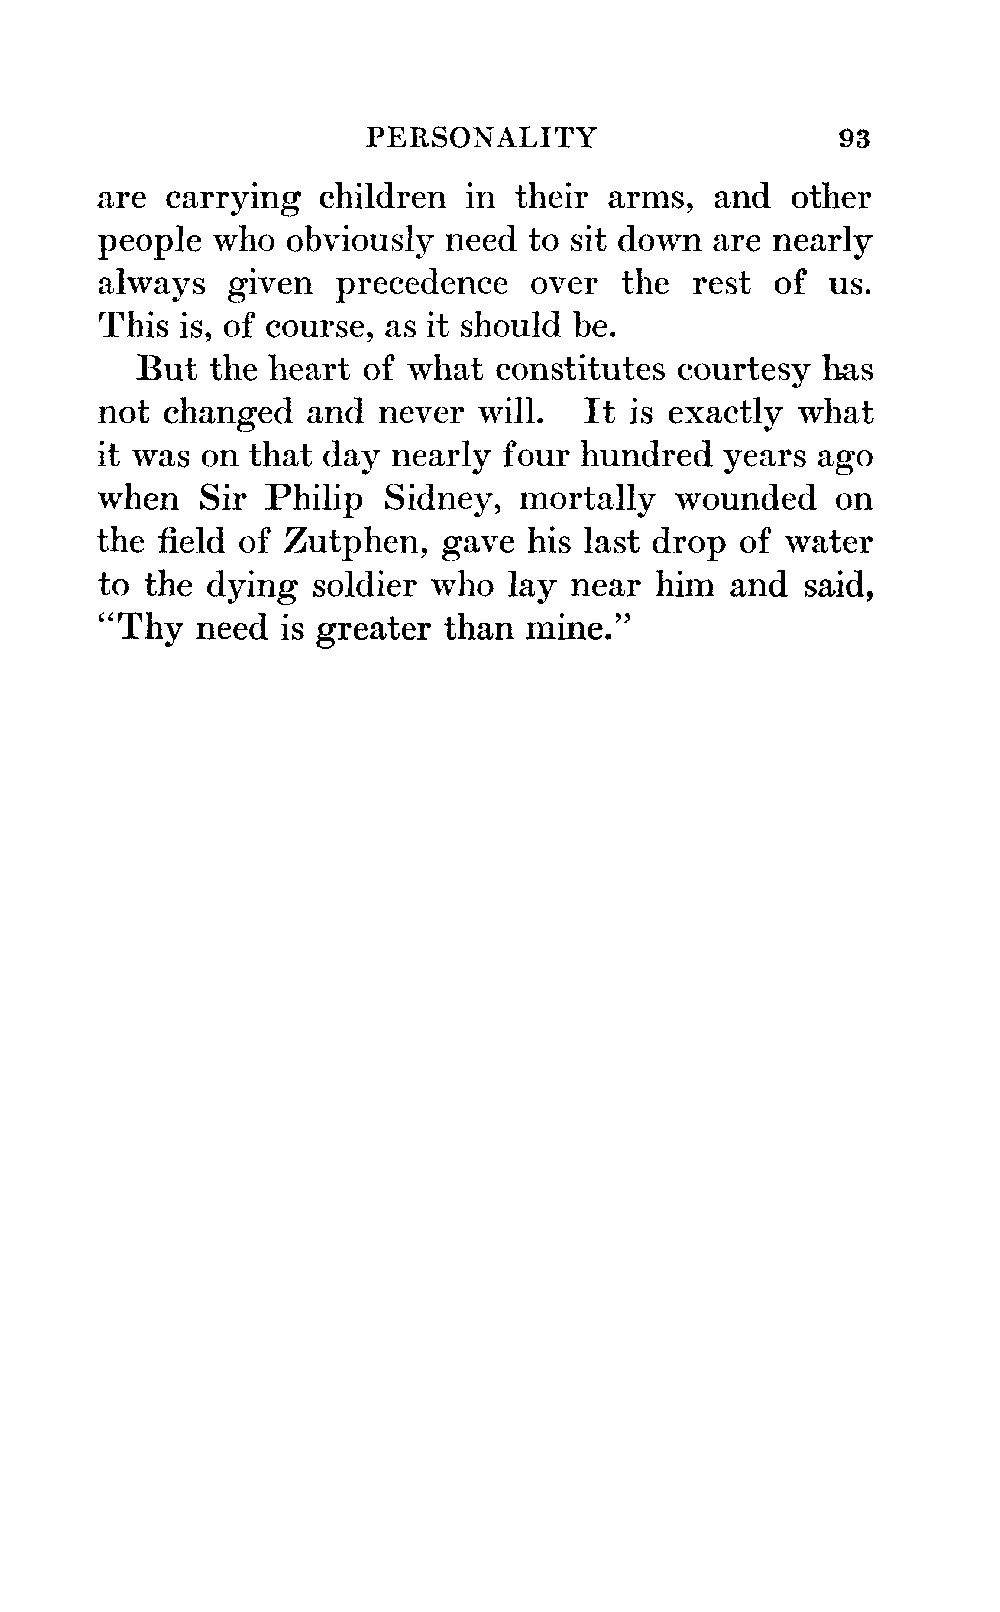 PERSONALITY 93
are carrying children in their arms, and other
people who obviously need to sit down are nearly
always given precedence over the rest of us.
This is, of course, as it should be.
But the heart of what constitutes courtesy has
not changed and never will. It is exactly what
it was on that day nearly four hundred years ago
when Sir Philip Sidney, mortally wounded on
the field of Zutphen, gave his last drop of water
to the dying soldier who lay near him and said,
“Thy need is greater than mine.”